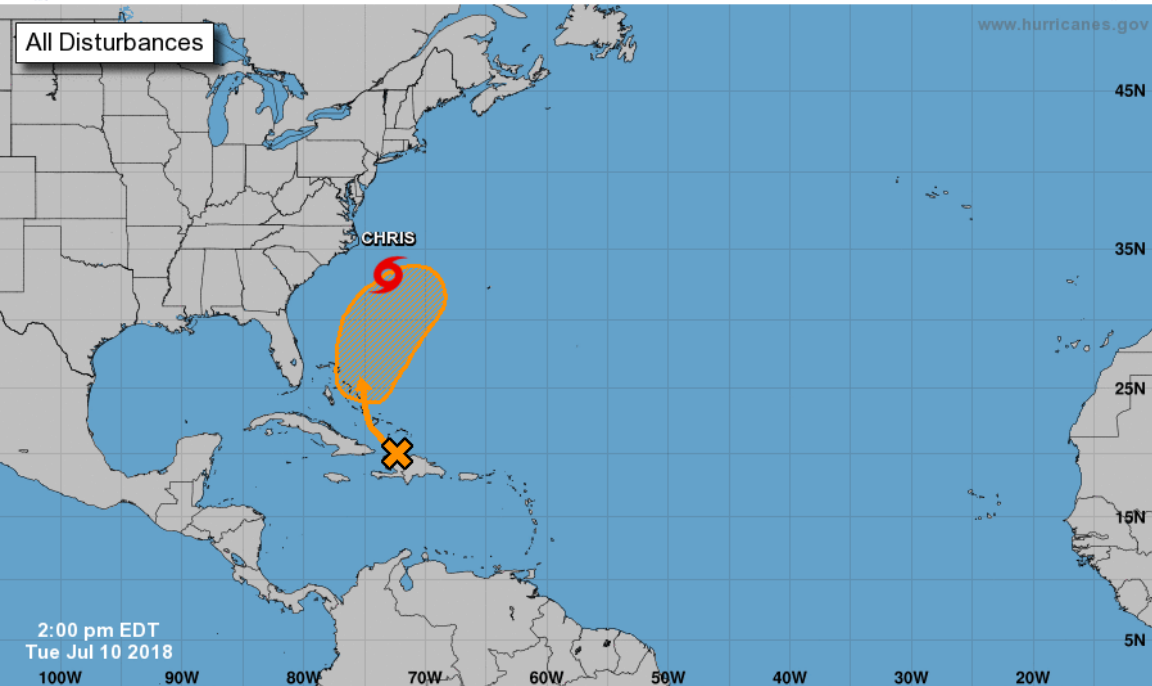 All Disturbances
www.hurricanes.gov
45N
CHRIS
35N
25N
15N
2:00 pm EDT
Tue Jul 10 2018
5N
100W 90W 80W 70W 60W 50W 40W 30W 20W